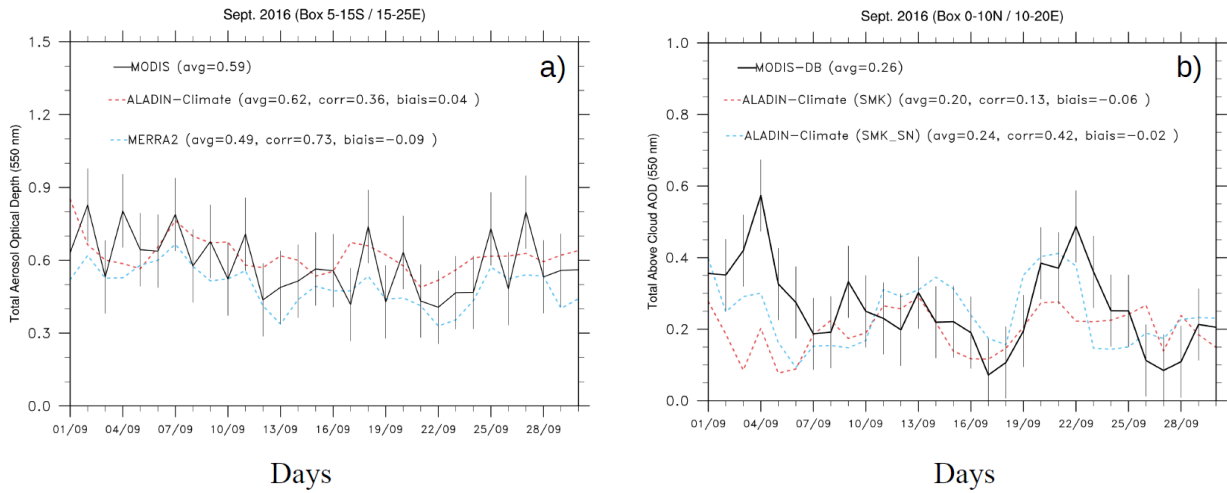 Sept. 2016 (Box 5-15S / 15-25E)
a)
MODIS (avg=0.59)
ALADIN-Climate (avg=0.62, corr=0.36, biais=0.04 )
MERRA2 (avg=0.49, corr=0.73, biais=-0.09 )
Total Aerosol Optical Depth (550 nm)
1.5
1.2
0.9
0.6
0.3
0.0
01/09 04/09 07/09 10/09 13/09 16/09 19/09 22/09 25/09 28/09
Days
Sept. 2016 (Box 0-10N / 10-20E)
b)
MODIS-DB (avg=0.26)
ALADIN-Climate (SMK) (avg=0.20, corr=0.13, biais=-0.06 )
ALADIN-Climate (SMK_SN) (avg=0.24, corr=0.42, biais=-0.02 )
Total Above Cloud AOD (550 nm)
1.0
0.8
0.6
0.4
0.2
0.0
01/09 04/09 07/09 10/09 13/09 16/09 19/09 22/09 25/09 28/09
Days